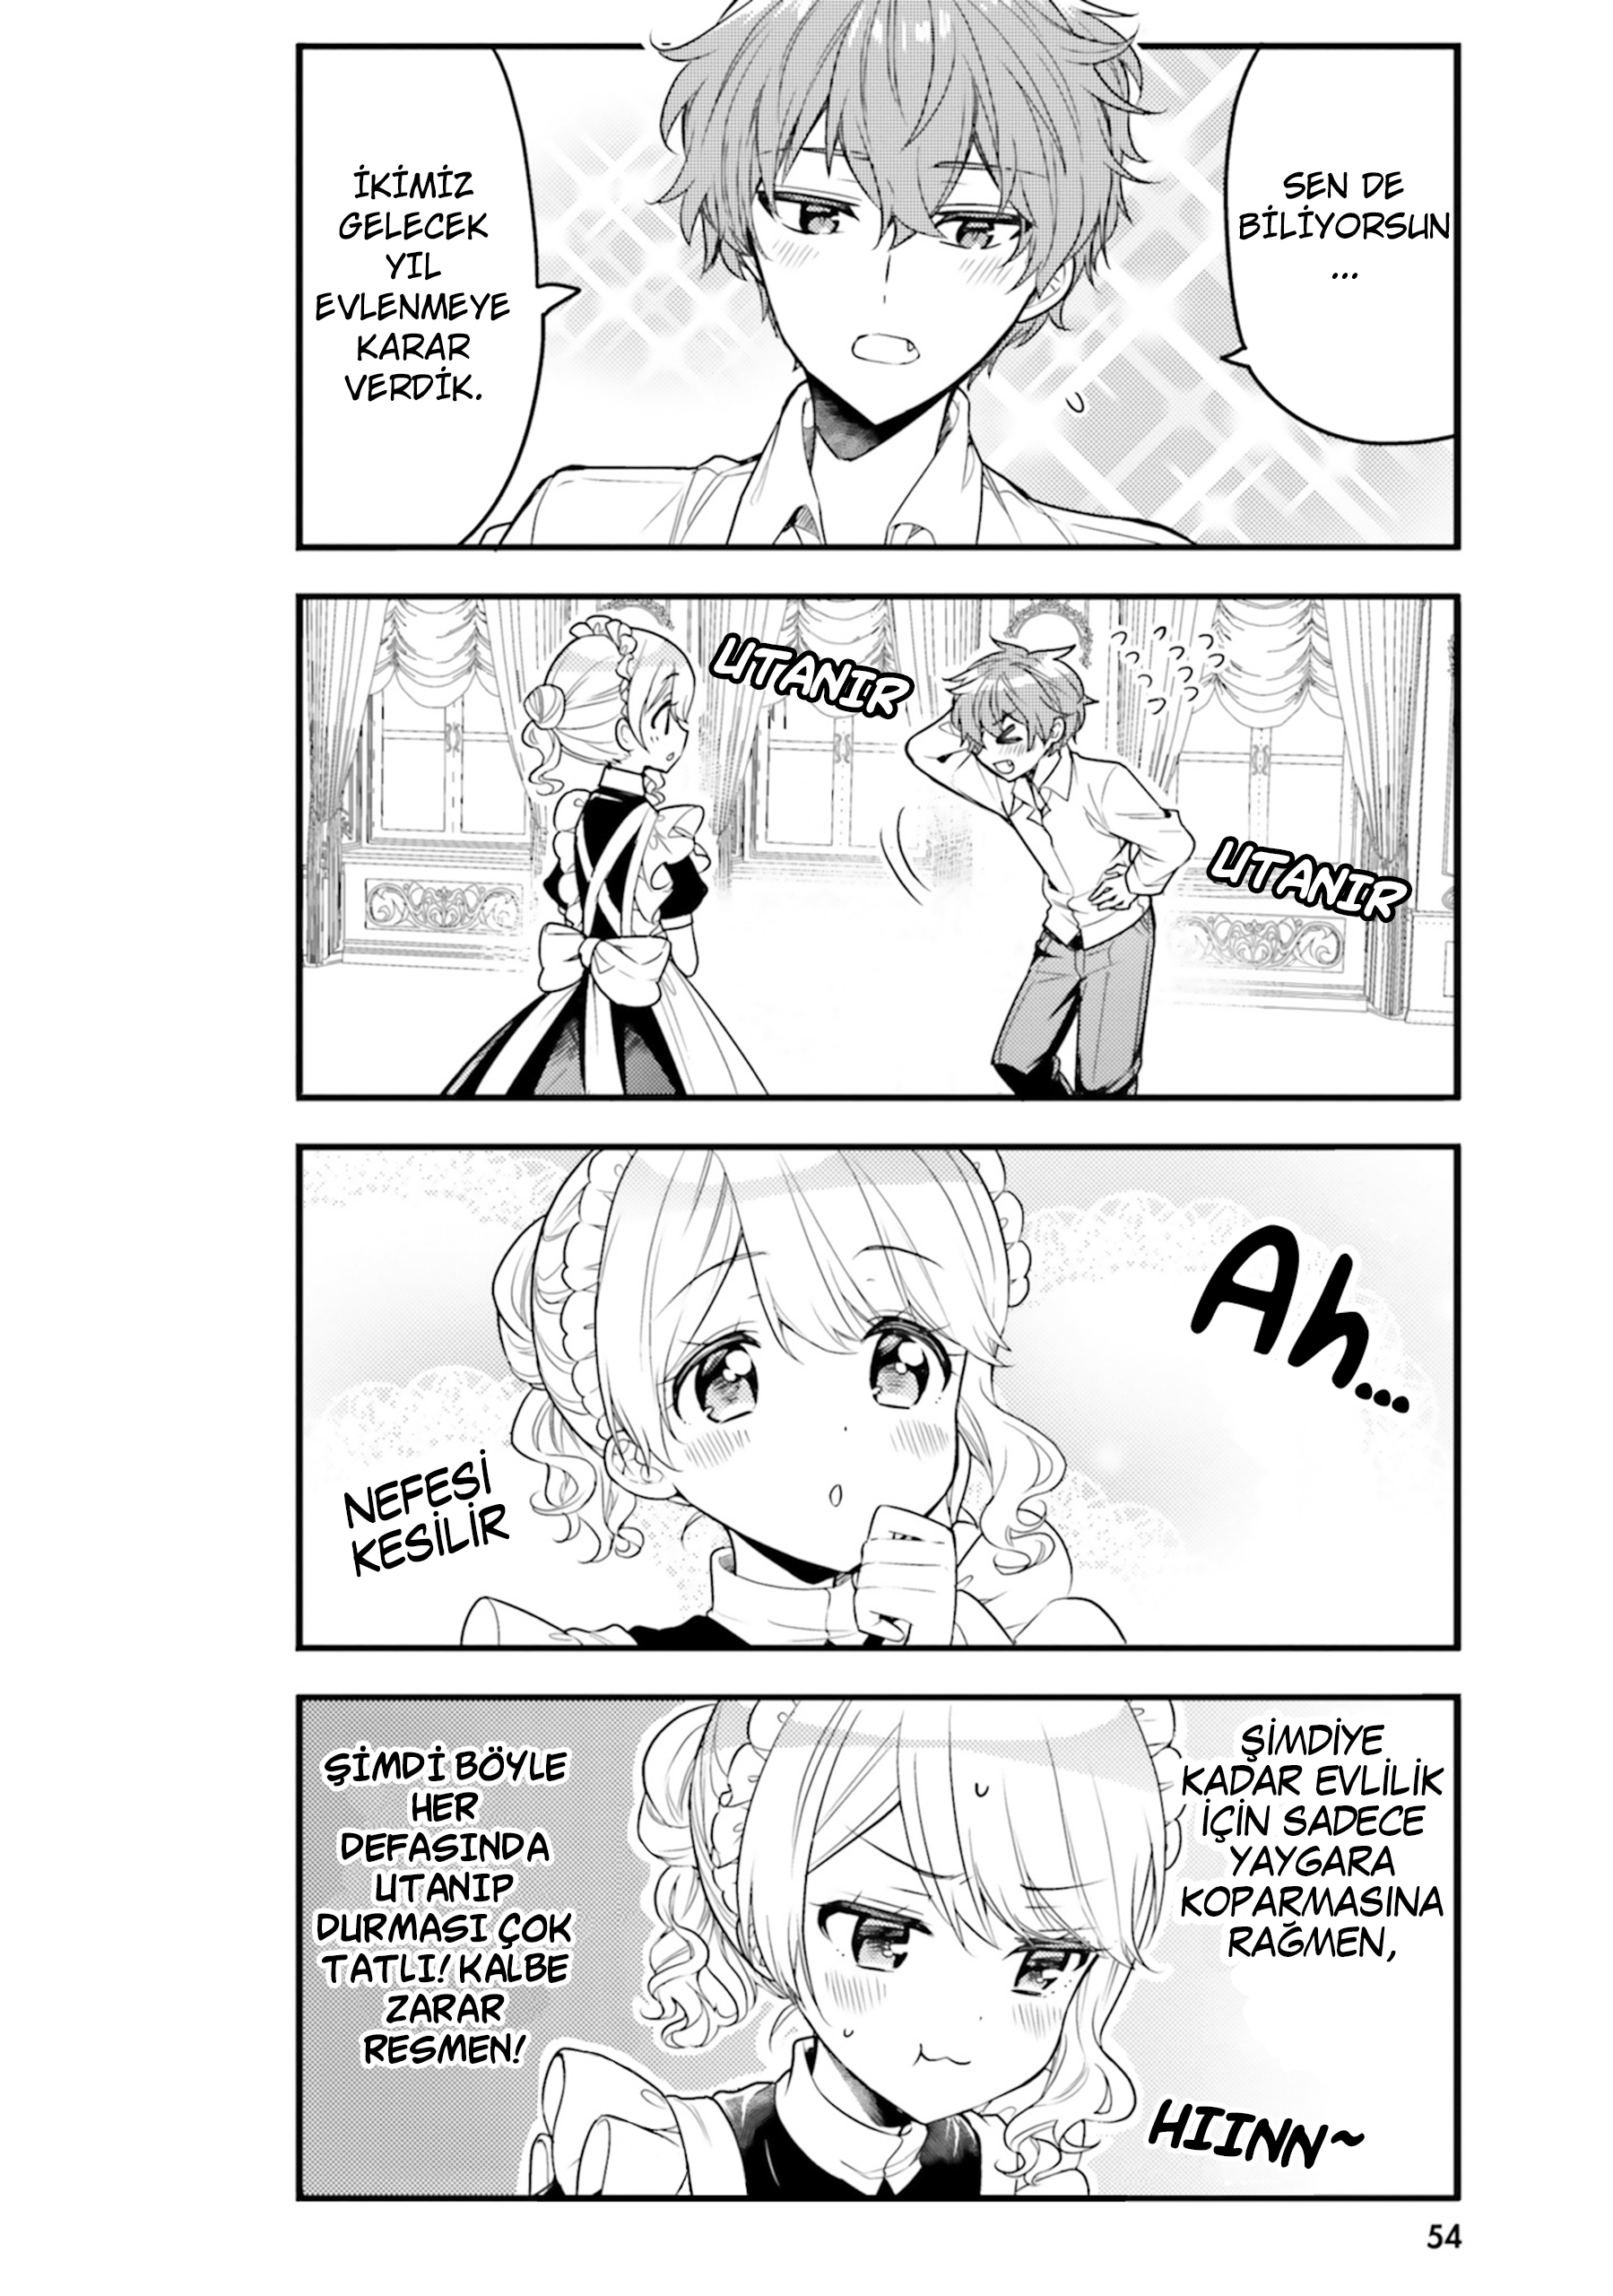 SEN DE
BİLİYORSUN
...
İKİMİZ
GELECEK
YIL
EVLENMEYE
KARAR
VERDİK.
UTANIR
UTANIR
Ah...
NEFESİ
KESİLİR
ŞİMDİYE
KADAR EVLİLİK
İÇİN SADECE
YAYGARA
KOPARMASINA
RAĞMEN,
ŞİMDİ BÖYLE
HER
DEFASINDA
UTANIP
DURMASI ÇOK
TATLI! KALBE
ZARAR
RESMEN!
HIINN~
54